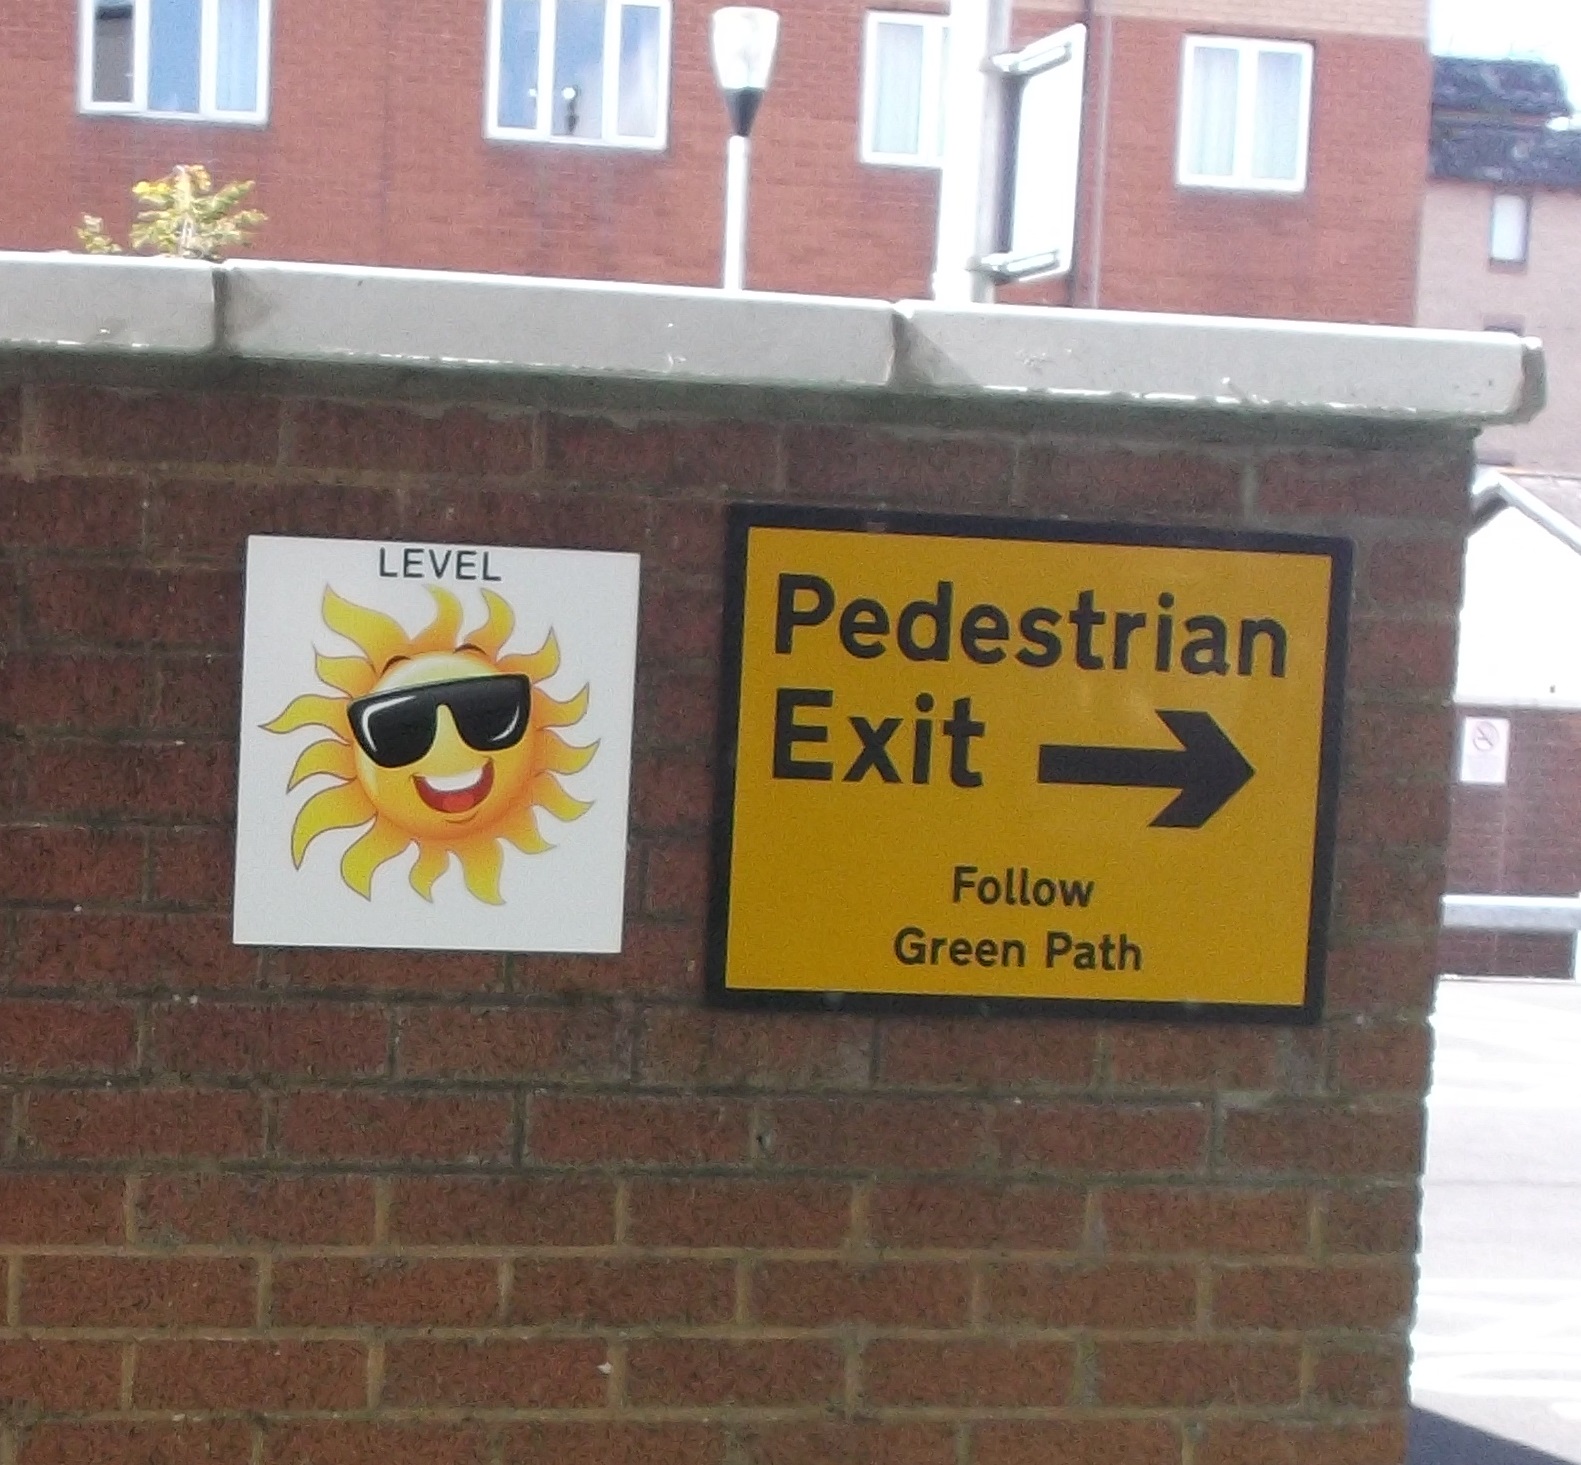 LEVEL
Pedestrian
Exit
Follow
Green Path